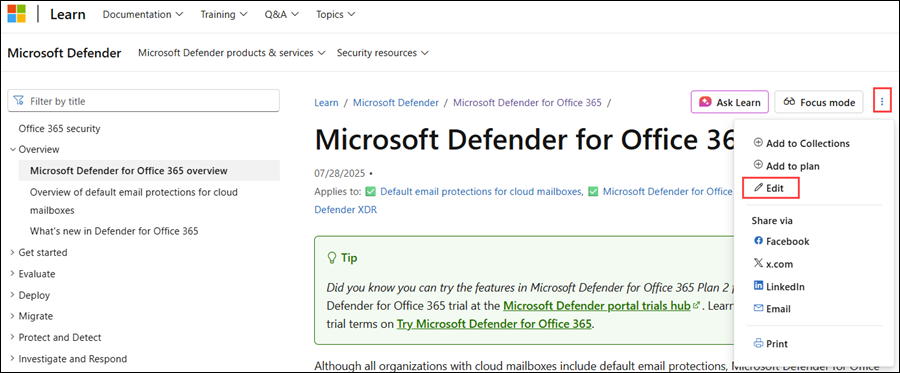 Learn Documentation Training Q&A Topics
Microsoft Defender Microsoft Defender products & services Security resources
Filter by title
Office 365 security
Overview
Microsoft Defender for Office 365 overview
Overview of default email protections for cloud
mailboxes
What's new in Defender for Office 365
Get started
Evaluate
Deploy
Migrate
Protect and Detect
Investigate and Respond
Learn / Microsoft Defender / Microsoft Defender for Office 365 /
Ask Learn
Focus mode
Microsoft Defender for Office 36
07/28/2025 •
Applies to: ✅ Default email protections for cloud mailboxes, ✅ Microsoft Defender for Office
Defender XDR
Tip
Did you know you can try the features in Microsoft Defender for Office 365 Plan 2
Defender for Office 365 trial at the Microsoft Defender portal trials hub . Learn
trial terms on Try Microsoft Defender for Office 365.
Although all organizations with cloud mailboxes include default email protections, Microsoft Defender for Office
Add to Collections
Add to plan
Edit
Share via
Facebook
x.com
LinkedIn
Email
Print